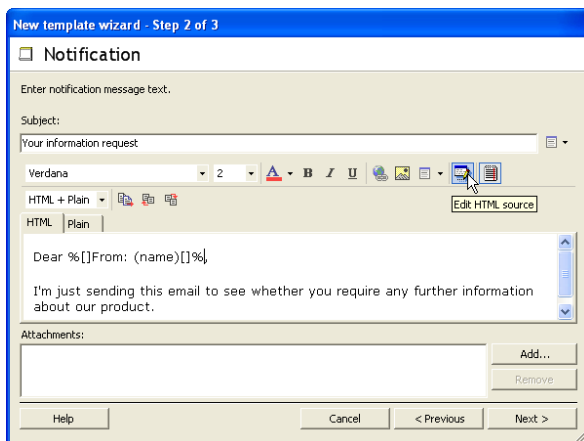 New template wizard - Step 2 of 3
Notification
Enter notification message text.
Subject:
Your information request
Verdana 2 A B I U
HTML + Plain
Edit HTML source
HTML Plain
Dear %[]From: (name)[]%,
I'm just sending this email to see whether you require any further information
about our product.
Attachments:
Add...
Remove
Help Cancel < Previous Next >